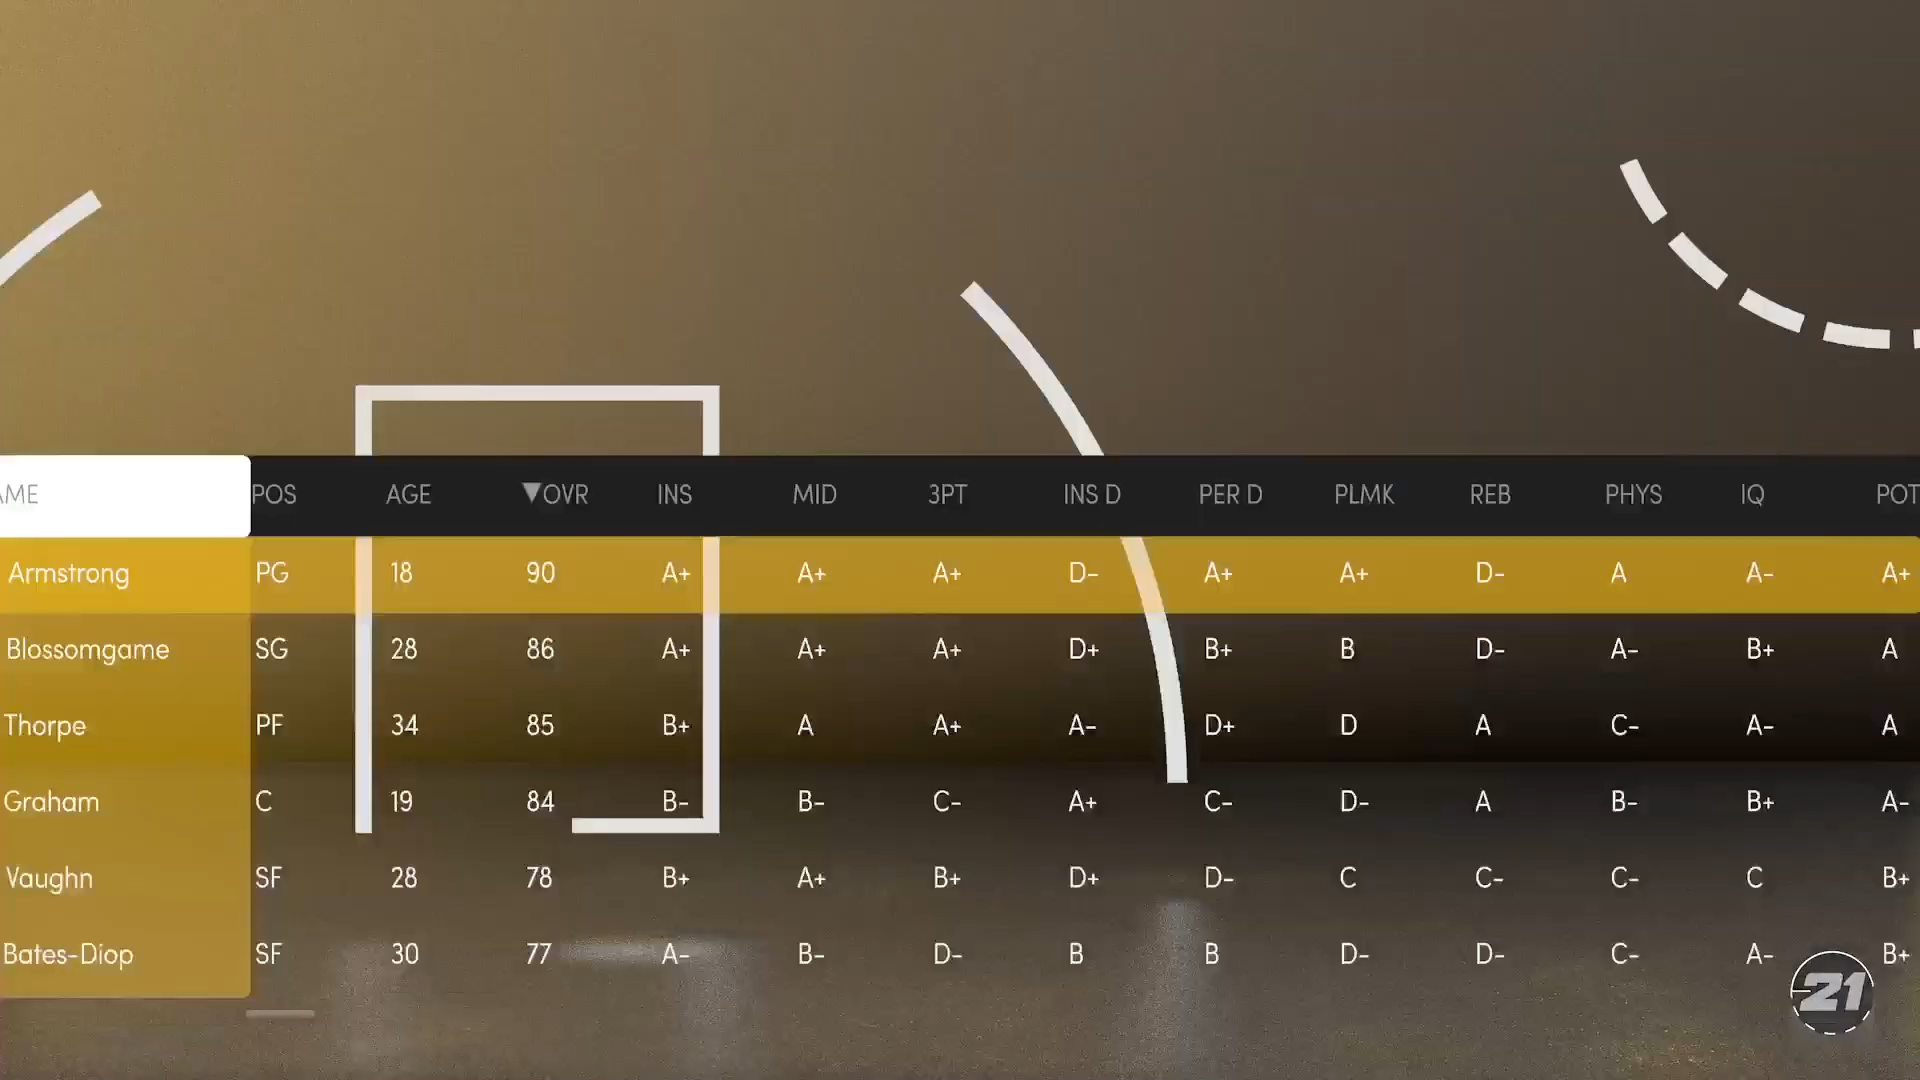 AME POS AGE ▼OVR INS MID 3PT INS D PER D PLMK REB PHYS IQ POT
Armstrong PG 18 90 A+ A+ A+ D- A+ A+ D- A A- A+
Blossomgame SG 28 86 A+ A+ A+ D+ B+ B D- A- B+ A
Thorpe PF 34 85 B+ A A+ A- D+ D A C- A- A
Graham C 19 84 B- B- C- A+ C- D- A B- B+ A-
Vaughn SF 28 78 B+ A+ B+ D+ D- C C- C- C B+
Bates-Diop SF 30 77 A- B- D- B B D- D- C- A- B+
21